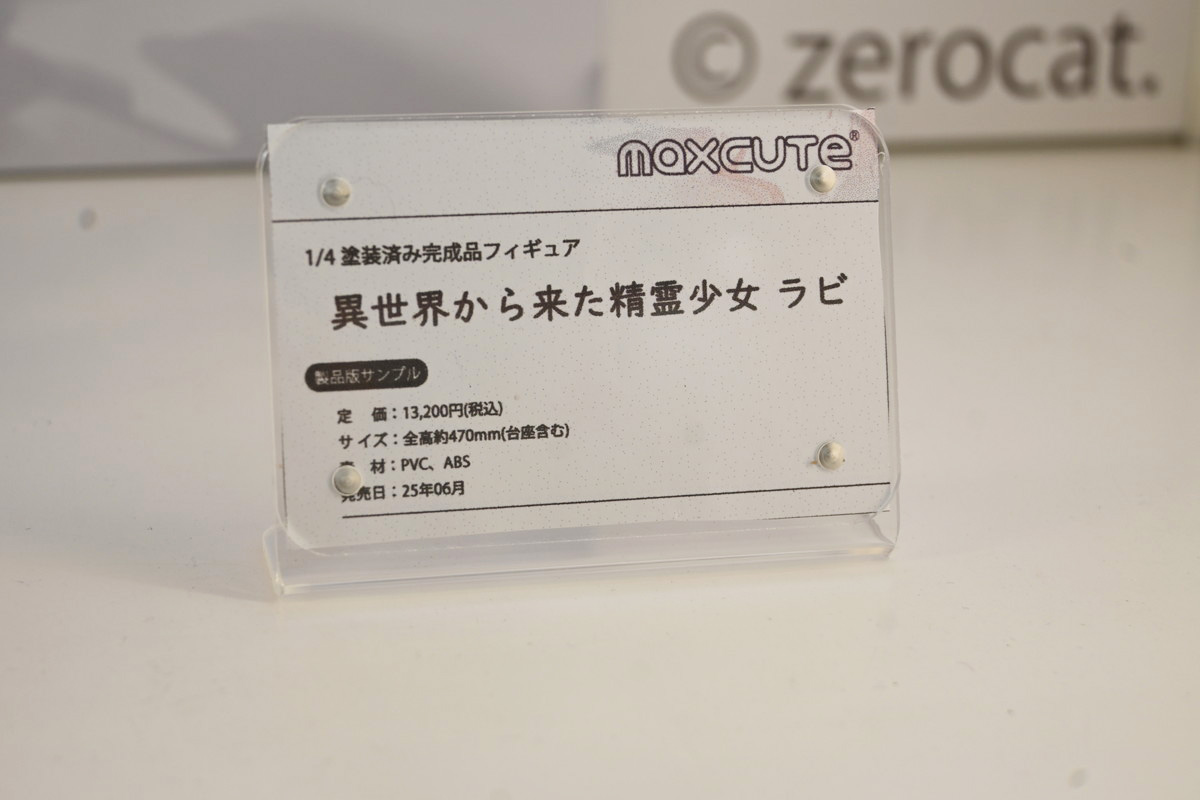 © zerocat.
maxcute®
1/4 塗装済み完成品フィギュア
異世界から来た精霊少女 ラビ
製品版サンプル
定 価：13,200円(税込)
サイズ：全高約470mm(台座含む)
材：PVC、ABS
発売日：25年06月